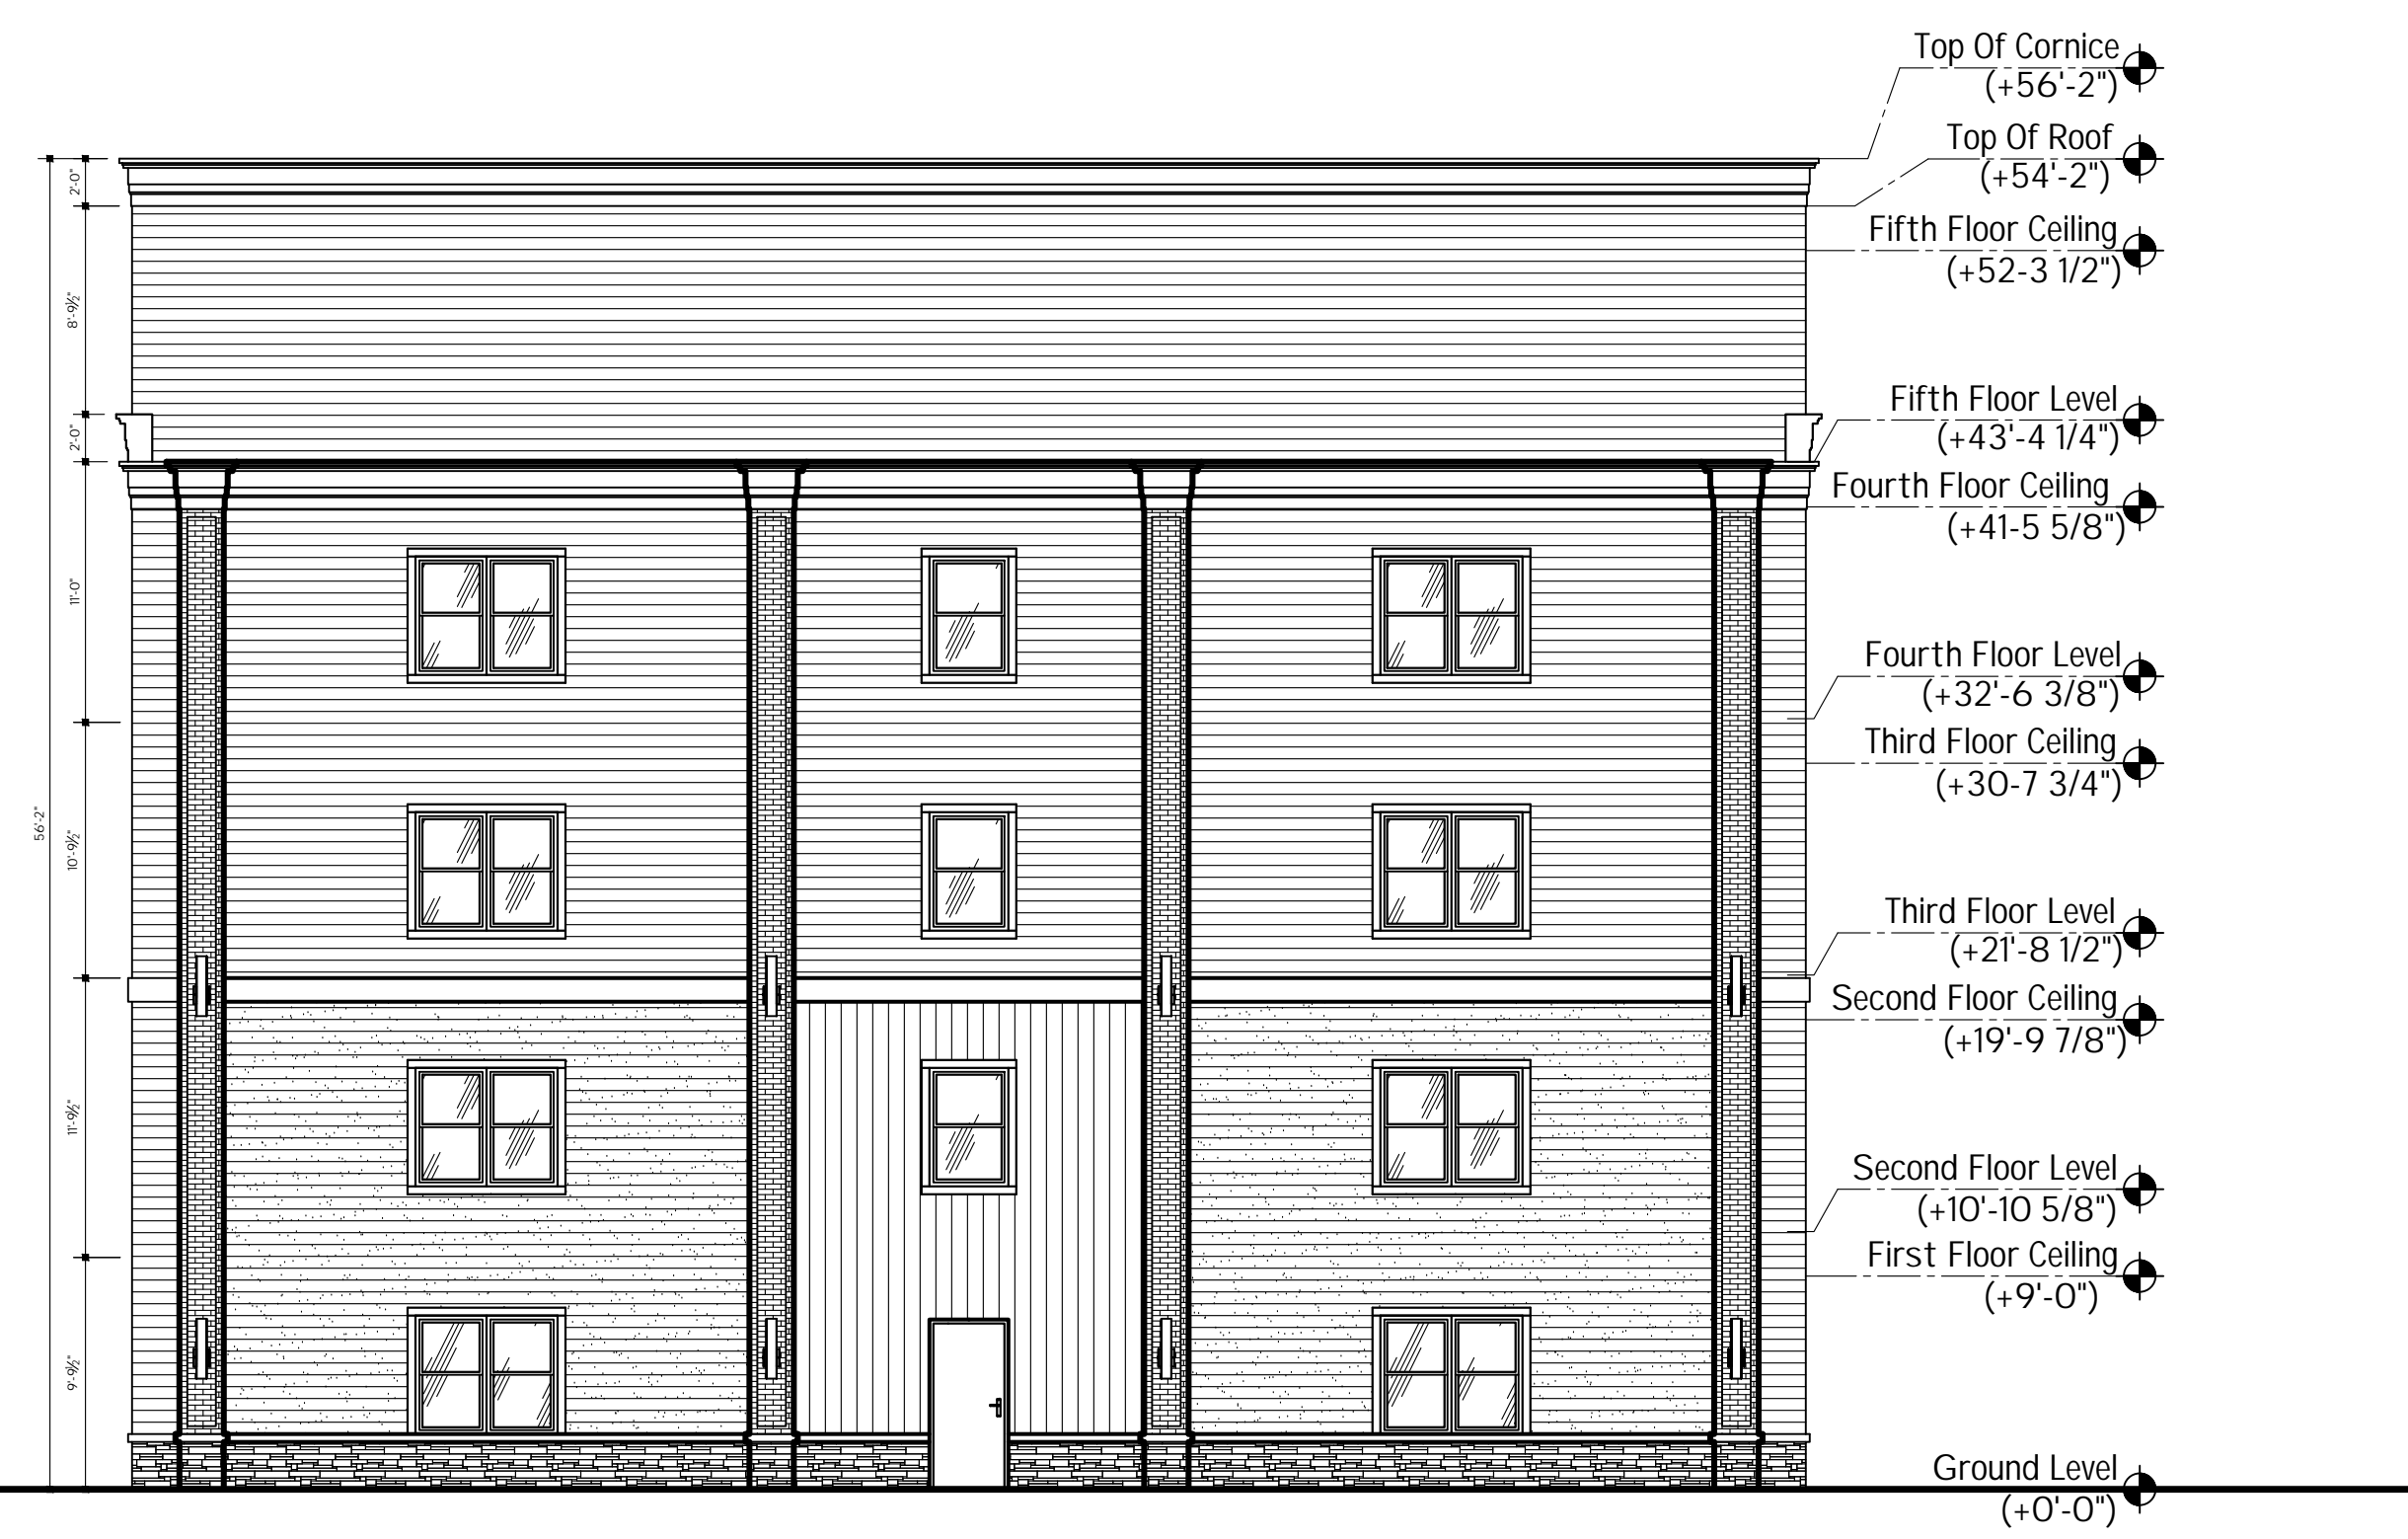 Top Of Cornice
(+56'-2")
Top Of Roof
(+54'-2")
Fifth Floor Ceiling
(+52-3 1/2")
Fifth Floor Level
(+43'-4 1/4")
Fourth Floor Ceiling
(+41-5 5/8")
Fourth Floor Level
(+32'-6 3/8")
Third Floor Ceiling
(+30-7 3/4")
Third Floor Level
(+21'-8 1/2")
Second Floor Ceiling
(+19'-9 7/8")
Second Floor Level
(+10'-10 5/8")
First Floor Ceiling
(+9'-0")
Ground Level
(+0'-0")
2'-0"
8'-9½"
2'-0"
11'-0"
10'-9½"
11'-9½"
9'-9½"
56'-2"